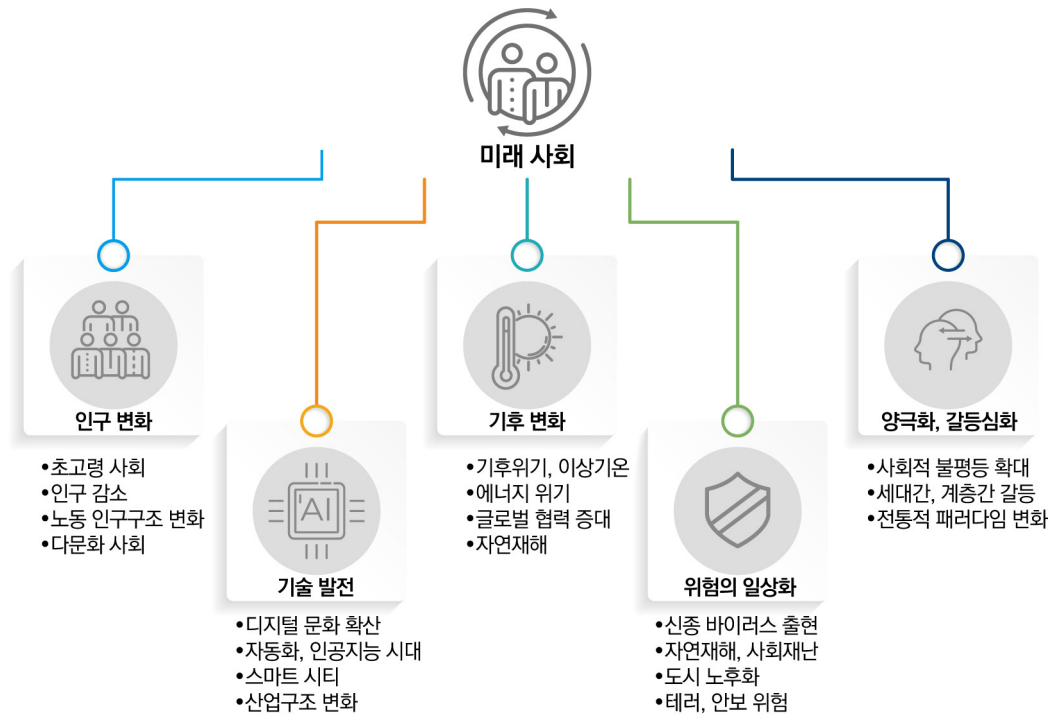 미래 사회
인구 변화
•초고령 사회
•인구 감소
•노동 인구구조 변화
•다문화 사회
AI
기술 발전
•디지털 문화 확산
•자동화, 인공지능 시대
•스마트 시티
•산업구조 변화
기후 변화
•기후위기, 이상기온
•에너지 위기
•글로벌 협력 증대
•자연재해
위험의 일상화
•신종 바이러스 출현
•자연재해, 사회재난
•도시 노후화
•테러, 안보 위험
양극화, 갈등심화
•사회적 불평등 확대
•세대간, 계층간 갈등
•전통적 패러다임 변화